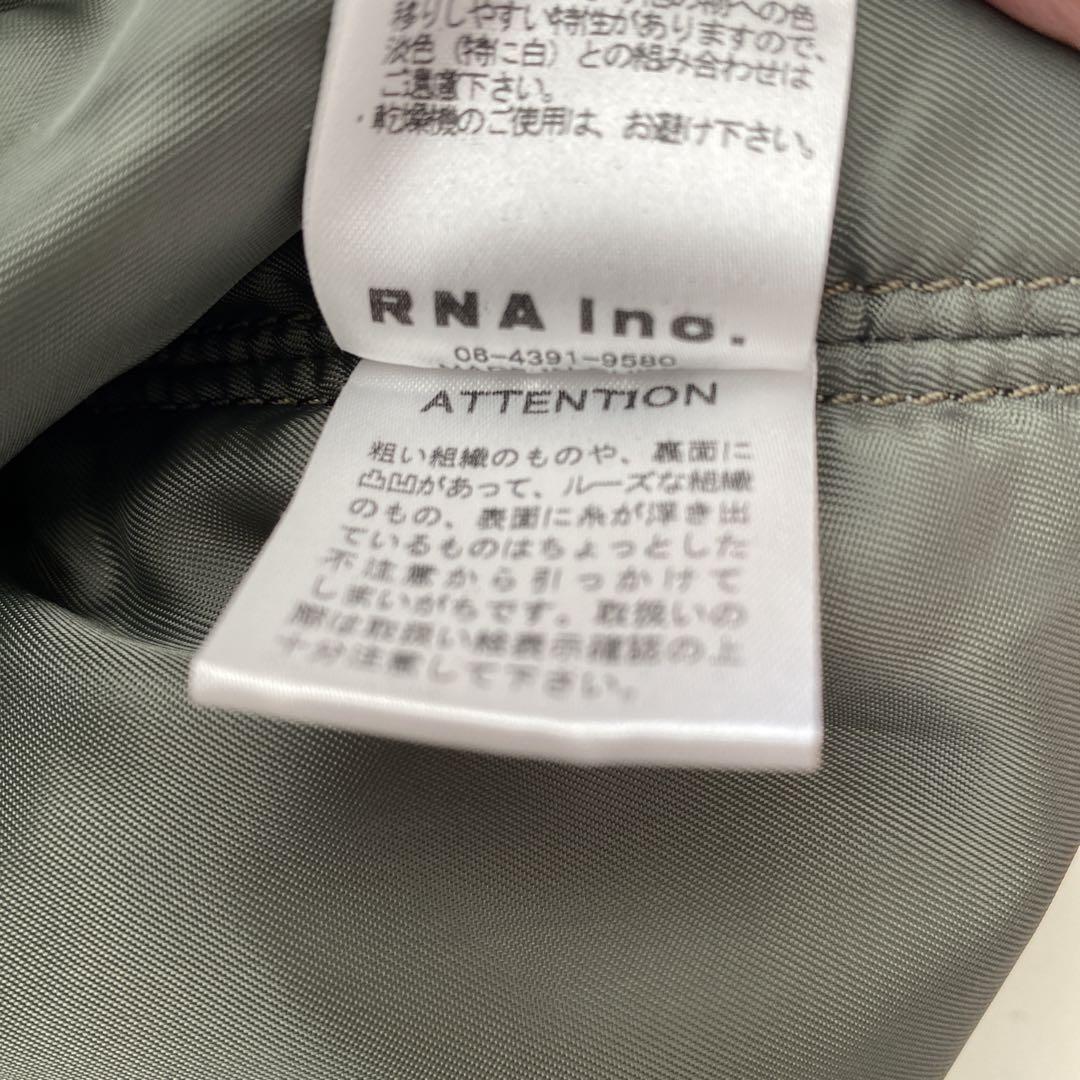 への色
移りしやすい特性がありますので、
淡色（特に白）との組み合わせは
ご遠慮下さい。
・乾燥機のご使用は、お避け下さい。
RNA Inc.
06-4391-9580
MADE IN
ATTENTION
粗い組織のものや、裏面に
凸凹があって、ルーズな組織
のもの、表面に糸が浮き出
ているものはちょっとした
不注意から引っかけて
しまいがちです。取扱いの
際は取扱い絵表示確認の上
十分注意して下さい。